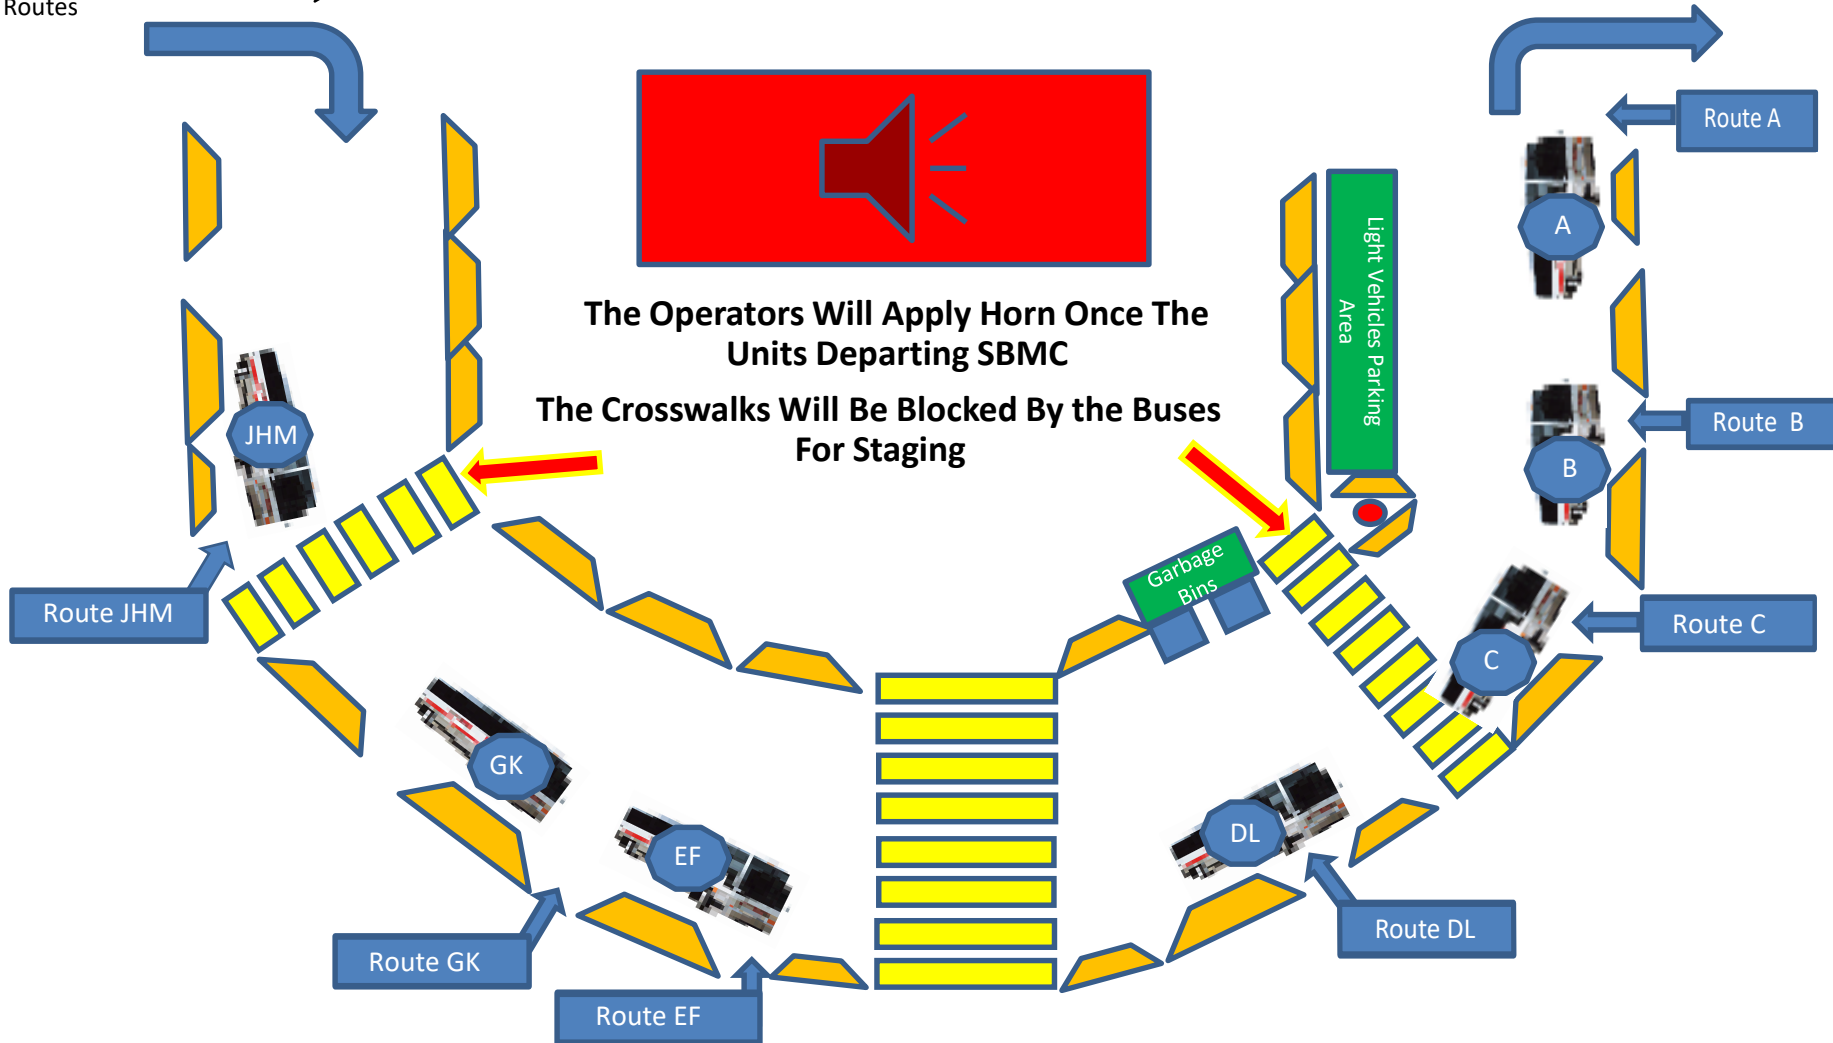 Routes
Route A
A
Light Vehicles Parking
Area
The Operators Will Apply Horn Once The
Units Departing SBMC
The Crosswalks Will Be Blocked By the Buses
For Staging
JHM
Route B
B
Garbage
Bins
Route JHM
Route C
C
GK
EF
DL
Route DL
Route GK
Route EF